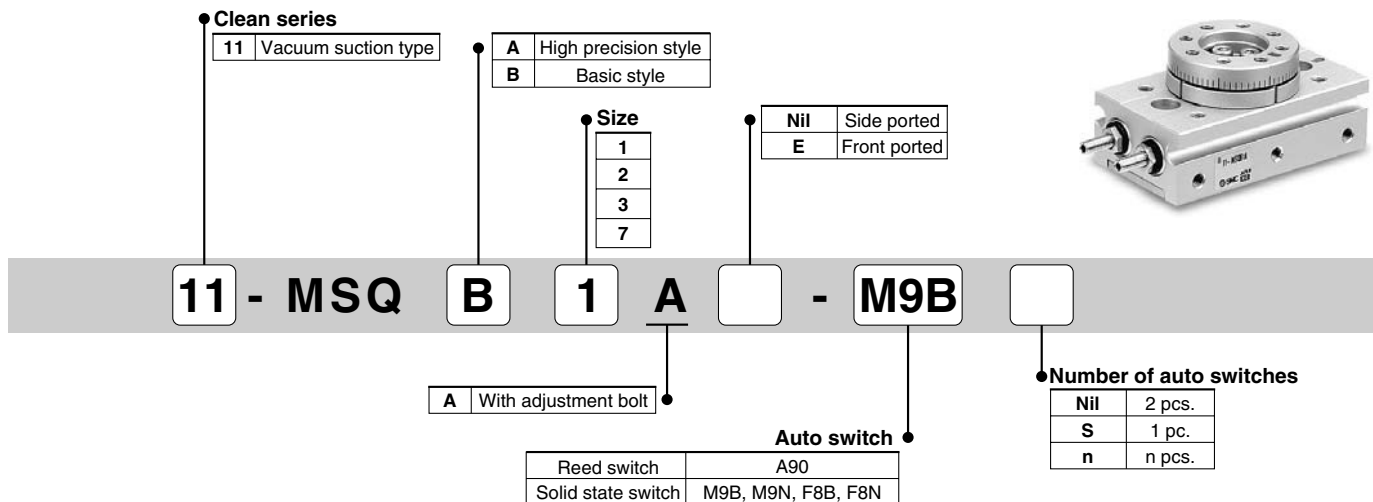 Clean series
11 Vacuum suction type
A High precision style
B Basic style
Size
1
2
3
7
Nil Side ported
E Front ported
11 - MSQ B 1 A - M9B
A With adjustment bolt
Auto switch
Reed switch A90
Solid state switch M9B, M9N, F8B, F8N
Number of auto switches
Nil 2 pcs.
S 1 pc.
n n pcs.